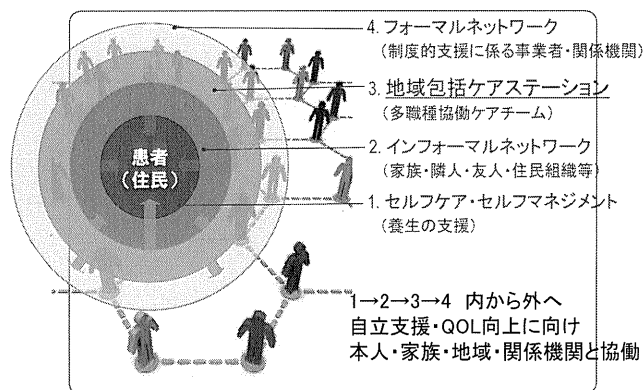 4. フォーマルネットワーク
(制度的支援に係る事業者・関係機関)
3. 地域包括ケアステーション
(多職種協働ケアチーム)
2. インフォーマルネットワーク
(家族・隣人・友人・住民組織等)
1. セルフケア・セルフマネジメント
(養生の支援)
患者
(住民)
1→2→3→4 内から外へ
自立支援・QOL向上に向け
本人・家族・地域・関係機関と協働